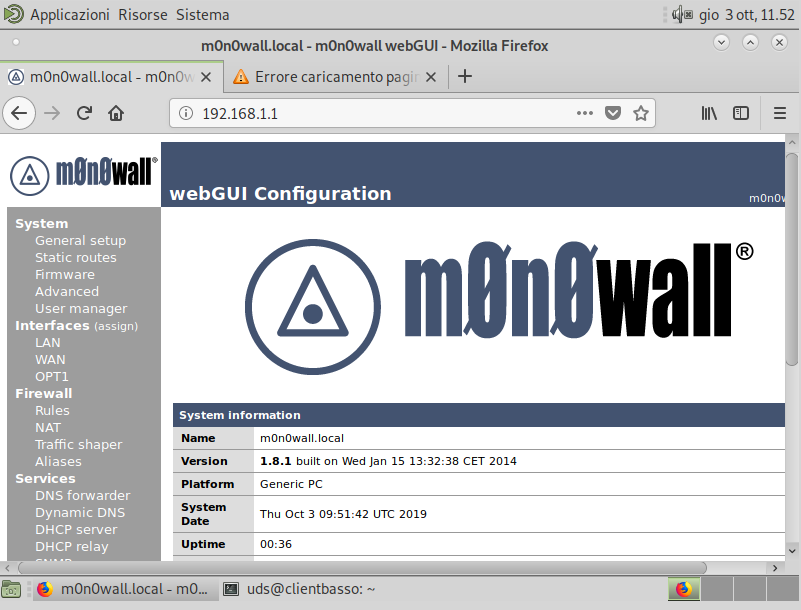 Applicazioni Risorse Sistema gio 3 ott, 11.52
m0n0wall.local - m0n0wall webGUI - Mozilla Firefox
m0n0wall.local - m0n0w Errore caricamento pagin
192.168.1.1
m0n0wall®
webGUI Configuration
m0n0w
System
General setup
Static routes
Firmware
Advanced
User manager
Interfaces (assign)
LAN
WAN
OPT1
Firewall
Rules
NAT
Traffic shaper
Aliases
Services
DNS forwarder
Dynamic DNS
DHCP server
DHCP relay
SNMP
m0n0wall®
System information
Name m0n0wall.local
Version 1.8.1 built on Wed Jan 15 13:32:38 CET 2014
Platform Generic PC
System
Date Thu Oct 3 09:51:42 UTC 2019
Uptime 00:36
m0n0wall.local - m0... uds@clientbasso: ~